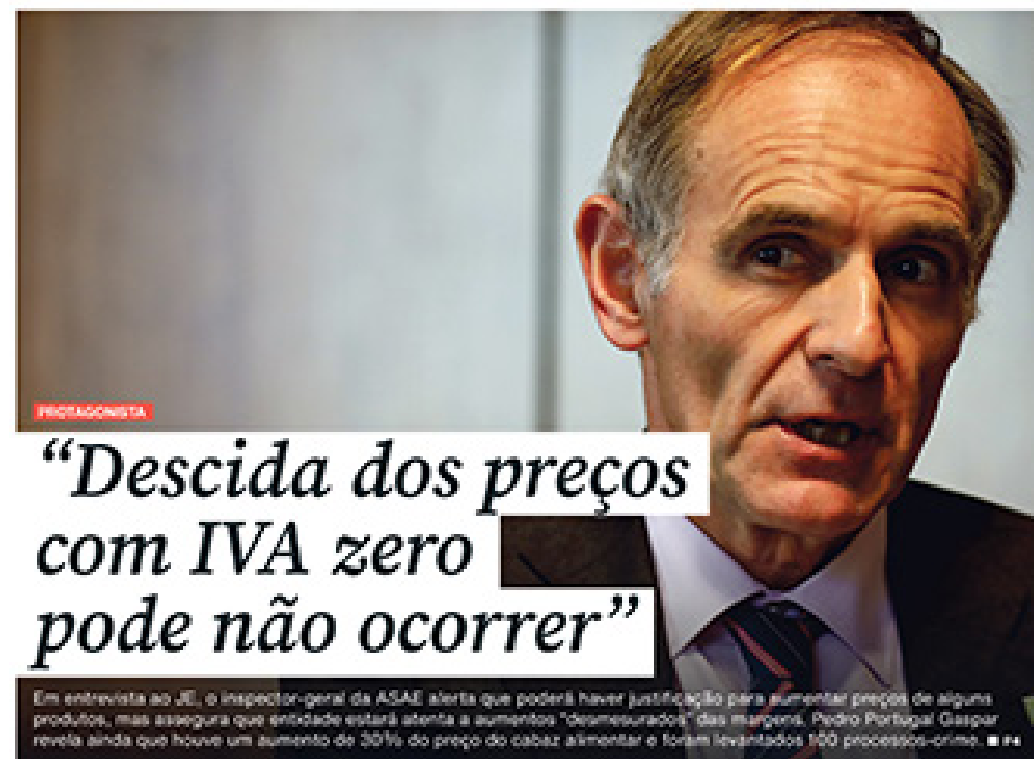 PROTAGONISTA
“Descida dos preços
com IVA zero
pode não ocorrer”
Em entrevista ao JE, o inspector-geral da ASAE alerta que poderá haver justificação para aumentar preços de alguns
produtos, mas assegura que entidade estará atenta a aumentos "desmesurados" das margens. Pedro Portugal Gaspar
revela ainda que houve um aumento de 30% do preço do cabaz alimentar e foram levantados 100 processos-crime. ■ P4